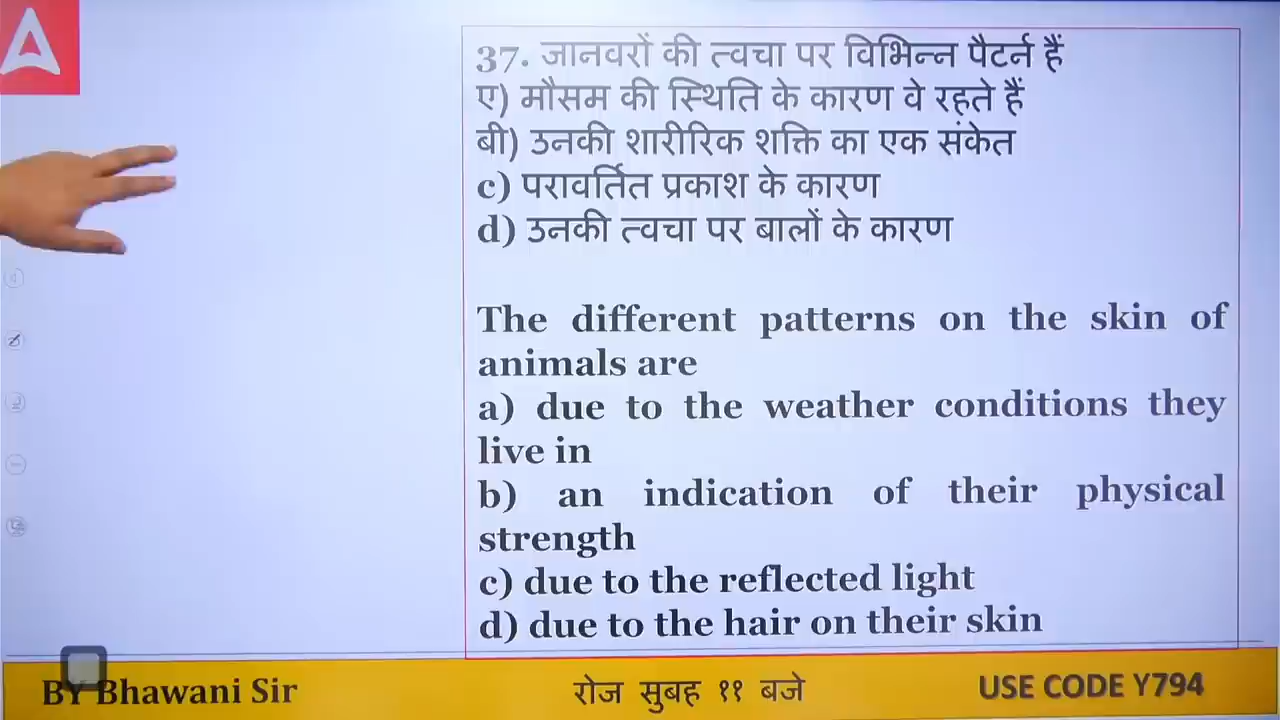 37. जानवरों की त्वचा पर विभिन्न पैटर्न हैं
ए) मौसम की स्थिति के कारण वे रहते हैं
बी) उनकी शारीरिक शक्ति का एक संकेत
c) परावर्तित प्रकाश के कारण
d) उनकी त्वचा पर बालों के कारण
The different patterns on the skin of
animals are
a) due to the weather conditions they
live in
b) an indication of their physical
strength
c) due to the reflected light
d) due to the hair on their skin
BY Bhawani Sir
रोज सुबह ११ बजे
USE CODE Y794